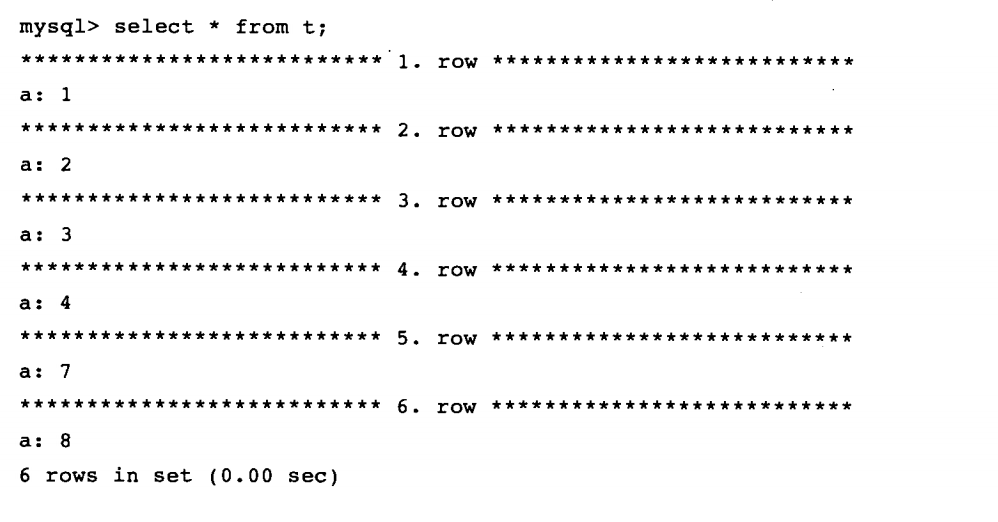 mysql> select * from t;
*************************** 1. row ***************************
a: 1
*************************** 2. row ***************************
a: 2
*************************** 3. row ***************************
a: 3
*************************** 4. row ***************************
a: 4
*************************** 5. row ***************************
a: 7
*************************** 6. row ***************************
a: 8
6 rows in set (0.00 sec)